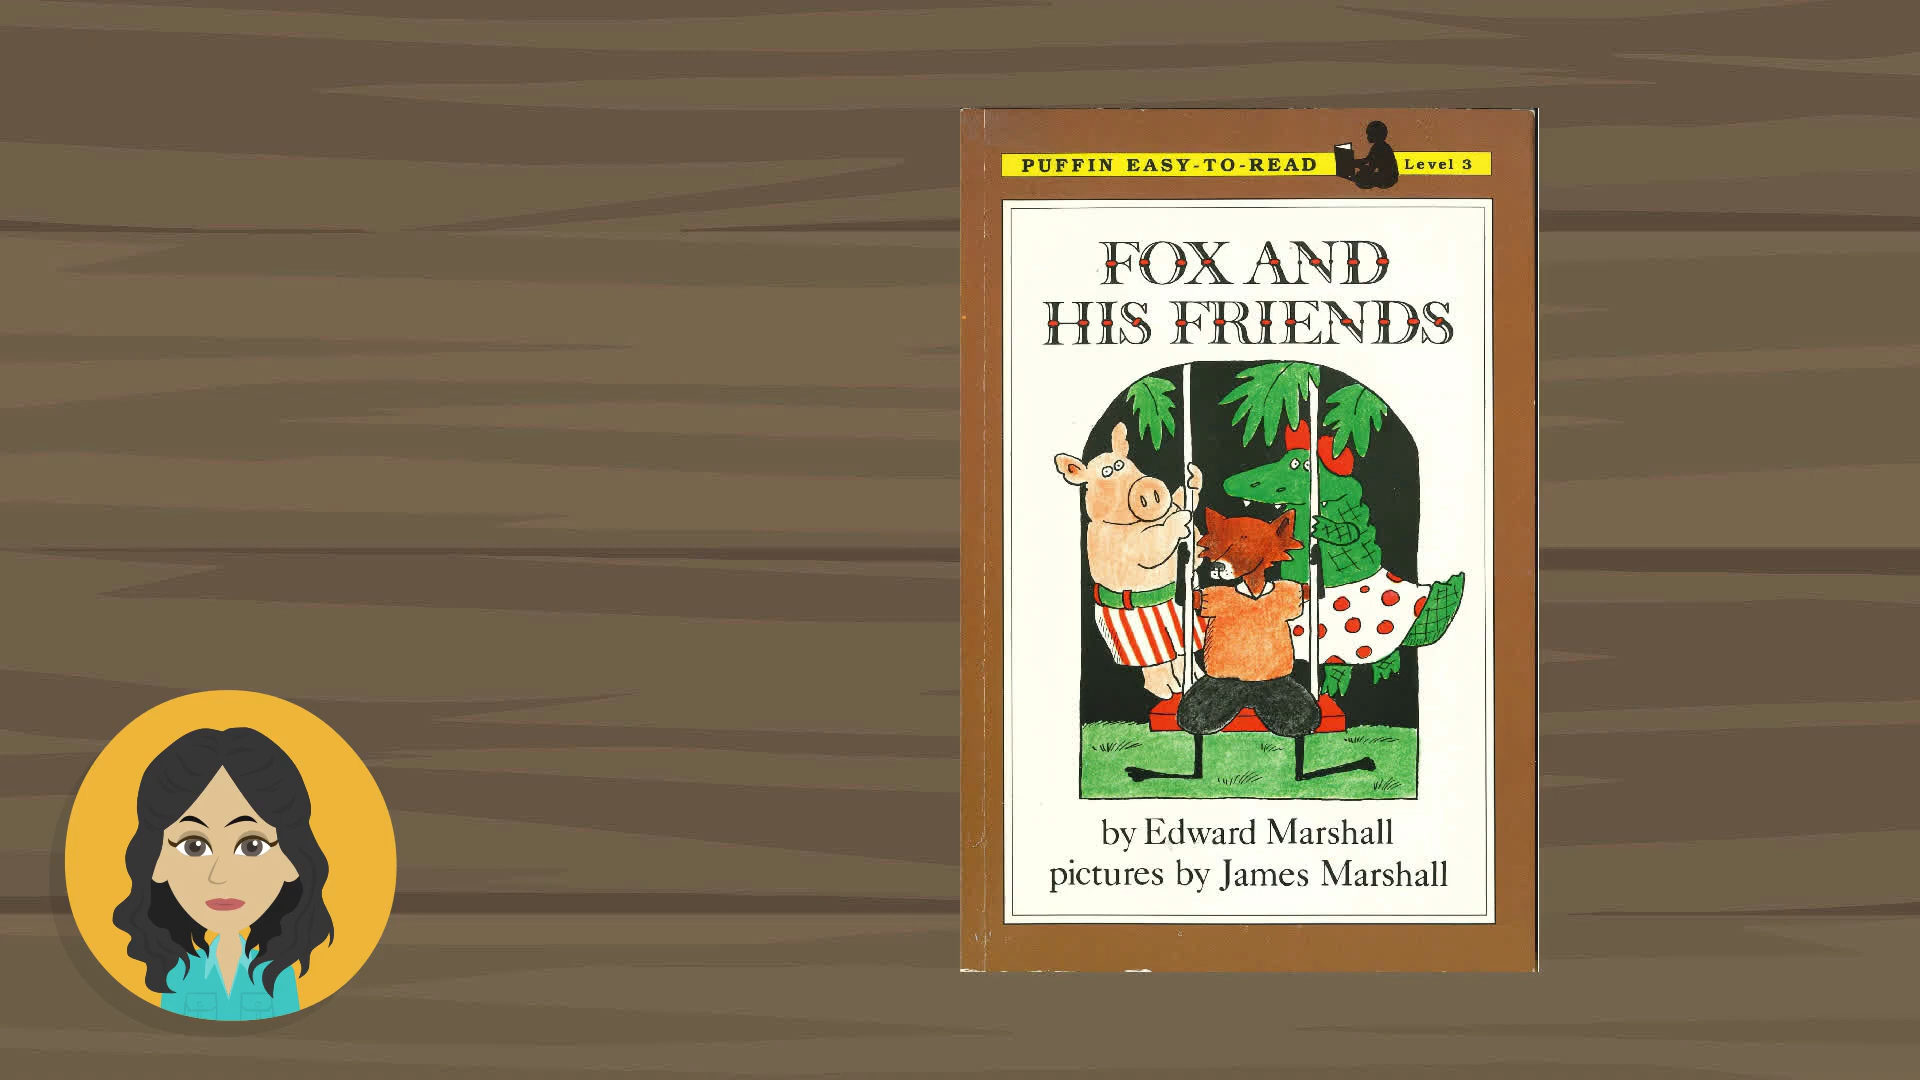 PUFFIN EASY-TO-READ Level 3
FOX AND
HIS FRIENDS
by Edward Marshall
pictures by James Marshall